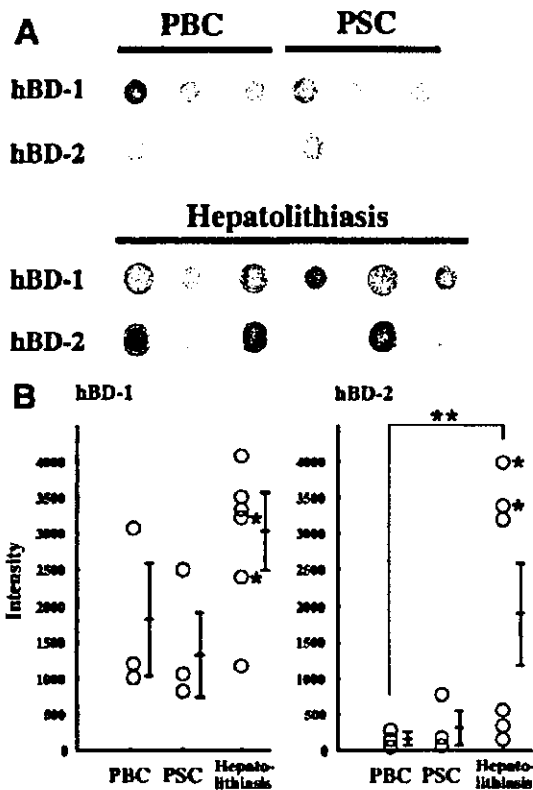 A
PBC PSC
hBD-1
hBD-2
Hepatolithiasis
hBD-1
hBD-2
B
hBD-1 hBD-2
**
Intensity
4000
3500
3000
2500
2000
1500
1000
500
0
*
*
PBC PSC Hepato-
lithiasis
4000
3500
3000
2500
2000
1500
1000
500
0
*
*
PBC PSC Hepato-
lithiasis